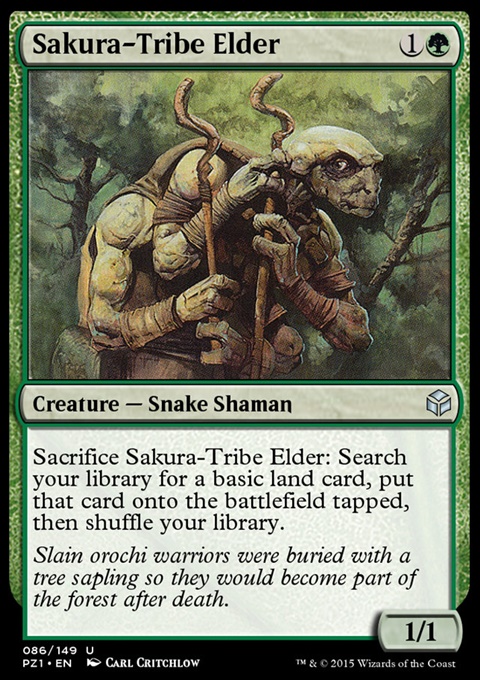 Sakura-Tribe Elder
1
Creature — Snake Shaman
Sacrifice Sakura-Tribe Elder: Search
your library for a basic land card, put
that card onto the battlefield tapped,
then shuffle your library.
Slain orochi warriors were buried with a
tree sapling so they would become part of
the forest after death.
1/1
086/149 U
PZ1 • EN Carl Critchlow
™ & © 2015 Wizards of the Coast